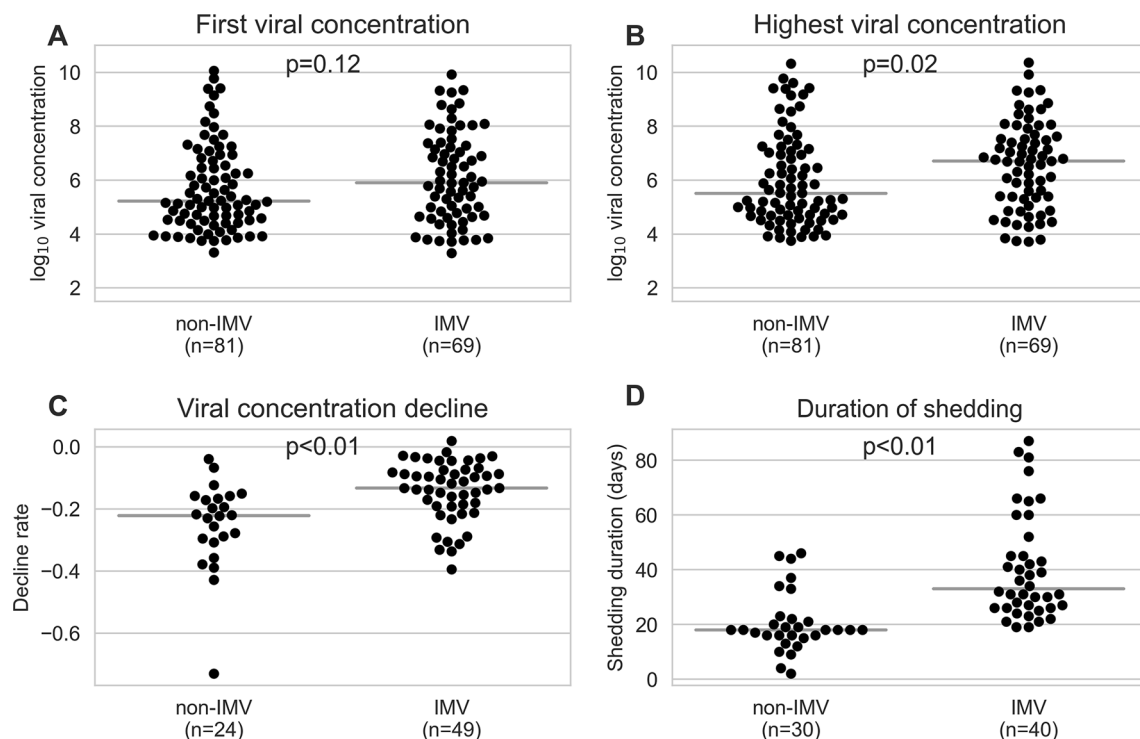 A
First viral concentration
p=0.12
log₁₀ viral concentration
10
8
6
4
2
non-IMV
(n=81)
IMV
(n=69)
B
Highest viral concentration
p=0.02
log₁₀ viral concentration
10
8
6
4
2
non-IMV
(n=81)
IMV
(n=69)
C
Viral concentration decline
p<0.01
Decline rate
0.0
−0.2
−0.4
−0.6
non-IMV
(n=24)
IMV
(n=49)
D
Duration of shedding
p<0.01
Shedding duration (days)
80
60
40
20
0
non-IMV
(n=30)
IMV
(n=40)